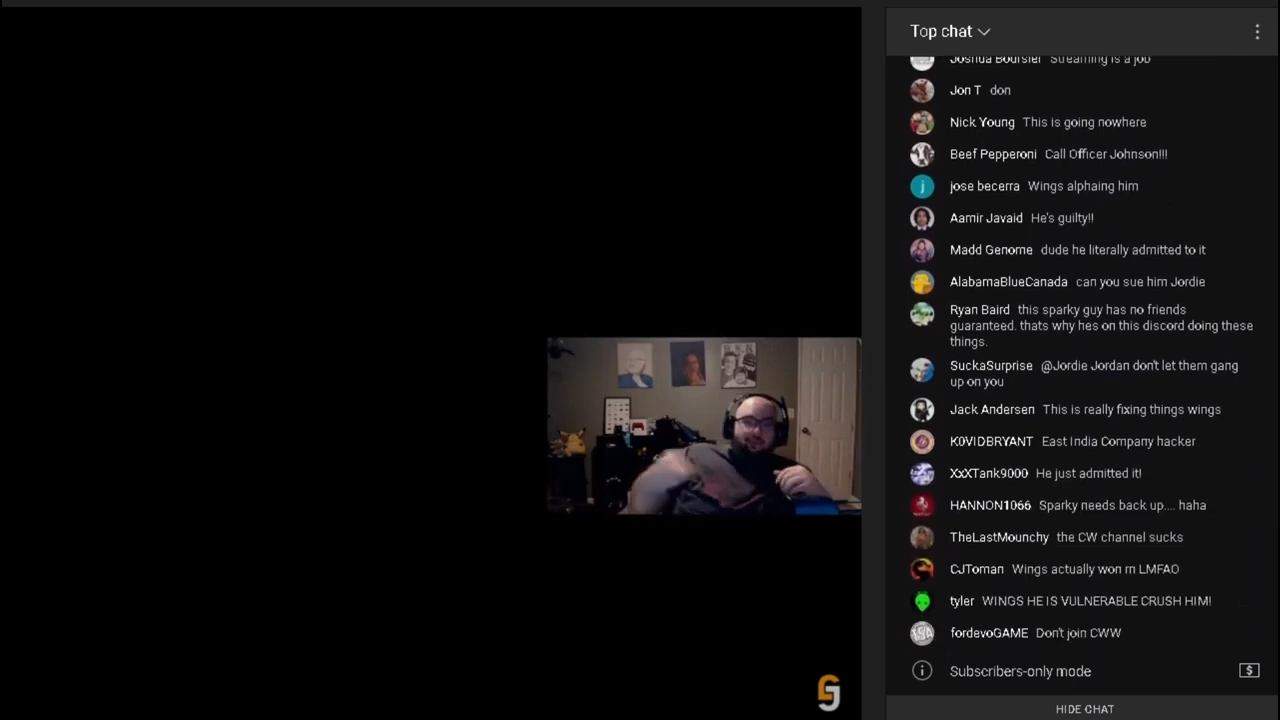 Top chat
Joshua Boursier Streaming is a job
Jon T don
Nick Young This is going nowhere
Beef Pepperoni Call Officer Johnson!!!
j jose becerra Wings alphaing him
Aamir Javaid He's guilty!!
Madd Genome dude he literally admitted to it
AlabamaBlueCanada can you sue him Jordie
Ryan Baird this sparky guy has no friends
guaranteed. thats why hes on this discord doing these
things.
SuckaSurprise @Jordie Jordan don't let them gang
up on you
Jack Andersen This is really fixing things wings
K0VIDBRYANT East India Company hacker
XxXTank9000 He just admitted it!
HANNON1066 Sparky needs back up.... haha
TheLastMounchy the CW channel sucks
CJToman Wings actually won rn LMFAO
tyler WINGS HE IS VULNERABLE CRUSH HIM!
fordevoGAME Don't join CWW
Subscribers-only mode
HIDE CHAT